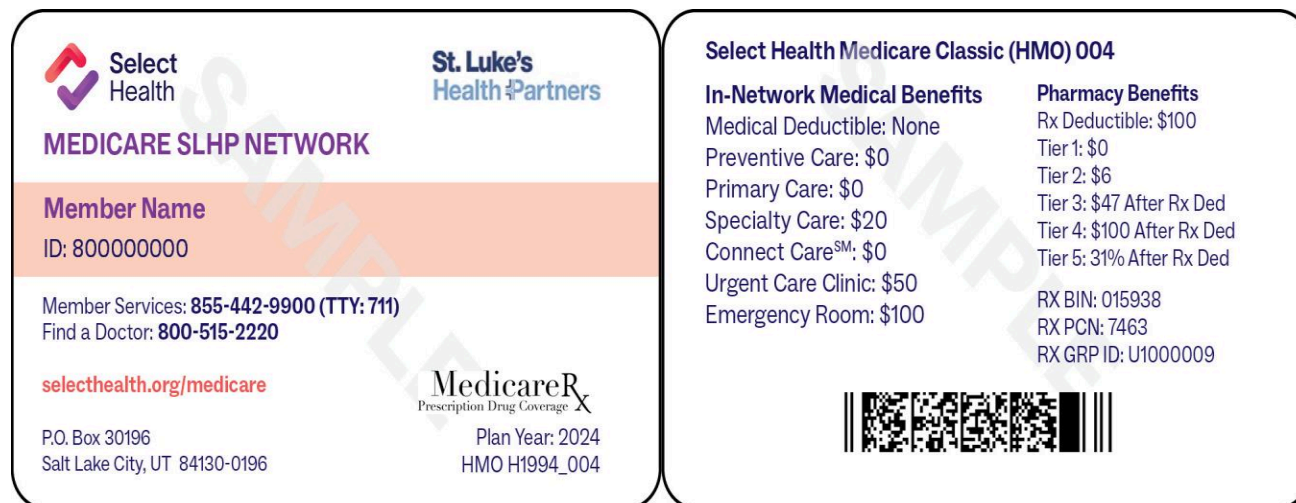 Select
Health
St. Luke's
Health Partners
MEDICARE SLHP NETWORK
Member Name
ID: 800000000
Member Services: 855-442-9900 (TTY: 711)
Find a Doctor: 800-515-2220
selecthealth.org/medicare
MedicareRx
Prescription Drug Coverage
P.O. Box 30196
Salt Lake City, UT 84130-0196
Plan Year: 2024
HMO H1994_004
SAMPLE
Select Health Medicare Classic (HMO) 004
In-Network Medical Benefits
Medical Deductible: None
Preventive Care: $0
Primary Care: $0
Specialty Care: $20
Connect Care℠: $0
Urgent Care Clinic: $50
Emergency Room: $100
Pharmacy Benefits
Rx Deductible: $100
Tier 1: $0
Tier 2: $6
Tier 3: $47 After Rx Ded
Tier 4: $100 After Rx Ded
Tier 5: 31% After Rx Ded
RX BIN: 015938
RX PCN: 7463
RX GRP ID: U1000009
SAMPLE